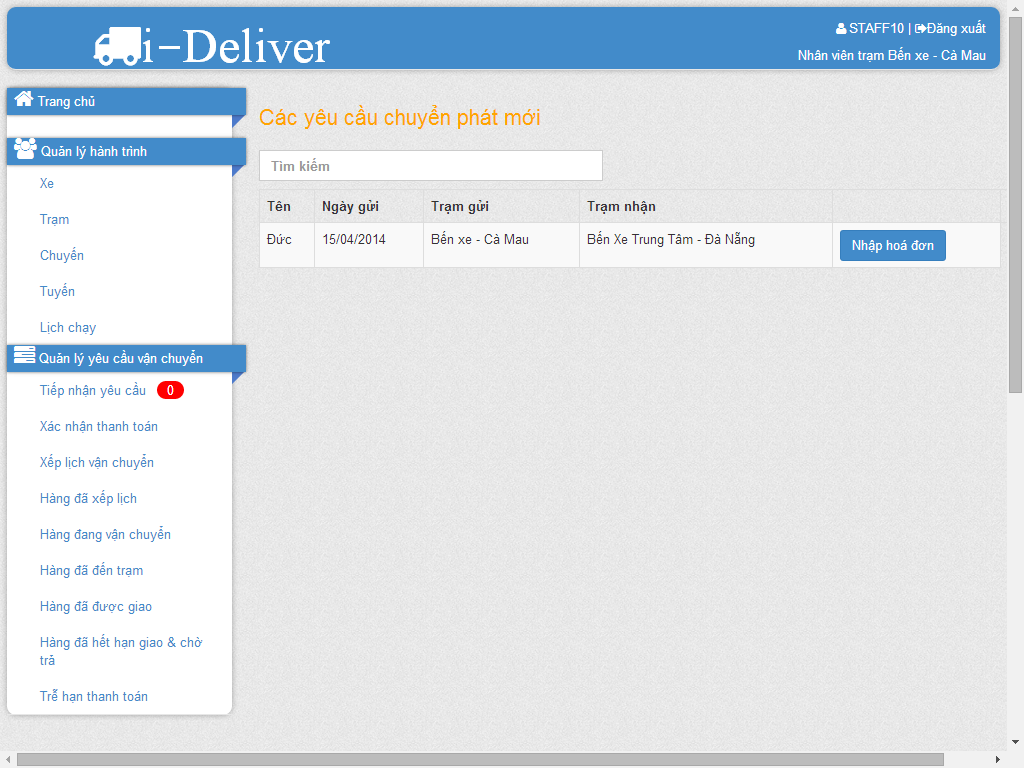 i-Deliver
STAFF10 | Đăng xuất
Nhân viên trạm Bến xe - Cà Mau
Trang chủ
Quản lý hành trình
Xe
Trạm
Chuyến
Tuyến
Lịch chạy
Quản lý yêu cầu vận chuyển
Tiếp nhận yêu cầu 0
Xác nhận thanh toán
Xếp lịch vận chuyển
Hàng đã xếp lịch
Hàng đang vận chuyển
Hàng đã đến trạm
Hàng đã được giao
Hàng đã hết hạn giao & chờ
trả
Trễ hạn thanh toán
Các yêu cầu chuyển phát mới
Tìm kiếm
Tên Ngày gửi Trạm gửi Trạm nhận
Đức 15/04/2014 Bến xe - Cà Mau Bến Xe Trung Tâm - Đà Nẵng Nhập hoá đơn